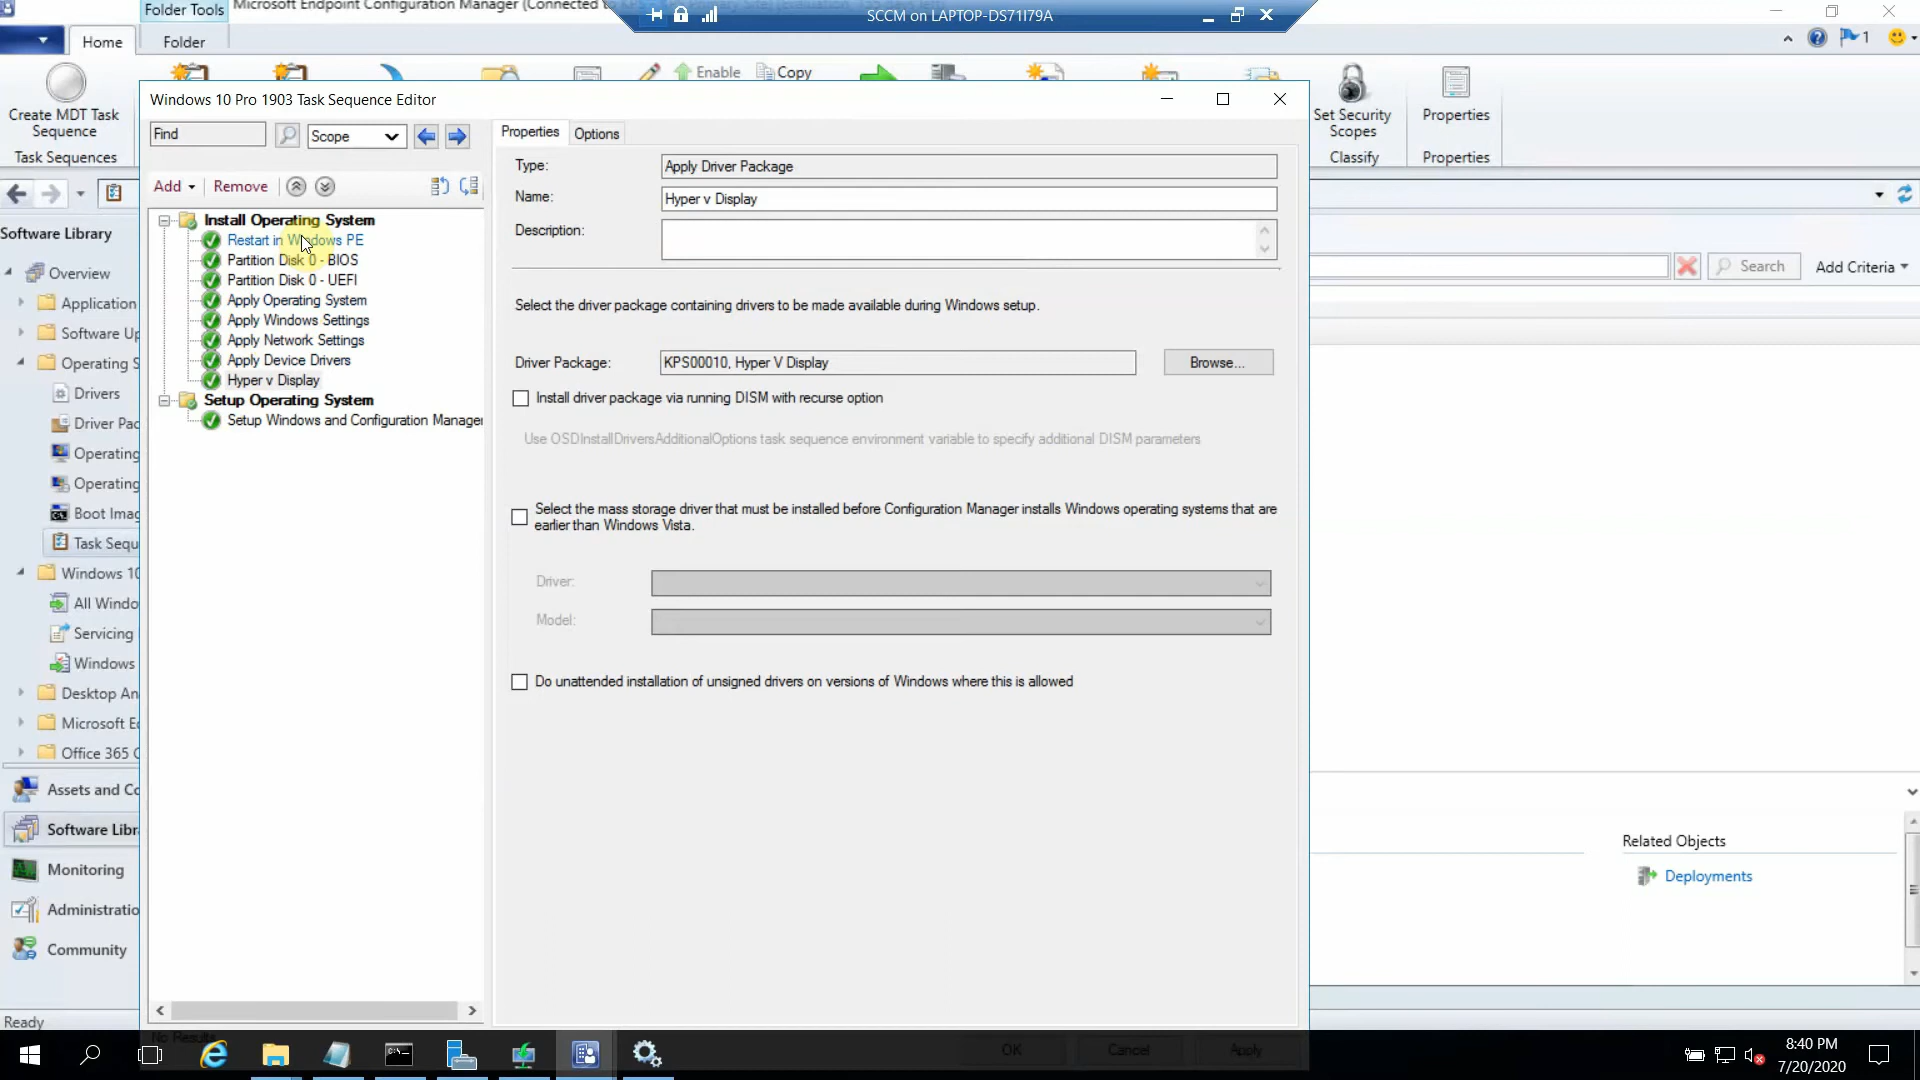 Folder Tools
Microsoft Endpoint Configuration Manager (Connected to
SCCM on LAPTOP-DS71I79A
Home
Folder
1
Create MDT Task
Sequence
Task Sequences
Enable
Copy
Set Security
Scopes
Classify
Properties
Properties
Windows 10 Pro 1903 Task Sequence Editor
Find
Scope
Add
Remove
Install Operating System
Restart in Windows PE
Partition Disk 0 - BIOS
Partition Disk 0 - UEFI
Apply Operating System
Apply Windows Settings
Apply Network Settings
Apply Device Drivers
Hyper v Display
Setup Operating System
Setup Windows and Configuration Manager
Properties
Options
Type:
Apply Driver Package
Name:
Hyper v Display
Description:
Select the driver package containing drivers to be made available during Windows setup.
Driver Package:
KPS00010, Hyper V Display
Browse...
Install driver package via running DISM with recurse option
Use OSDInstallDriversAdditionalOptions task sequence environment variable to specify additional DISM parameters
Select the mass storage driver that must be installed before Configuration Manager installs Windows operating systems that are
earlier than Windows Vista.
Driver:
Model:
Do unattended installation of unsigned drivers on versions of Windows where this is allowed
OK
Cancel
Apply
Software Library
Overview
Application
Software Up
Operating S
Drivers
Driver Pac
Operating
Operating
Boot Imag
Task Sequ
Windows 10
All Windo
Servicing
Windows
Desktop An
Microsoft Ed
Office 365 C
Assets and Co
Software Libr
Monitoring
Administratio
Community
Ready
Search
Add Criteria
Related Objects
Deployments
8:40 PM
7/20/2020